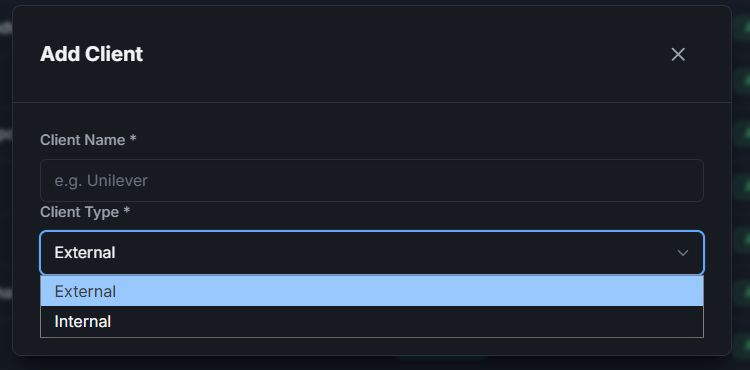 Add Client
Client Name *
e.g. Unilever
Client Type *
External
External
Internal